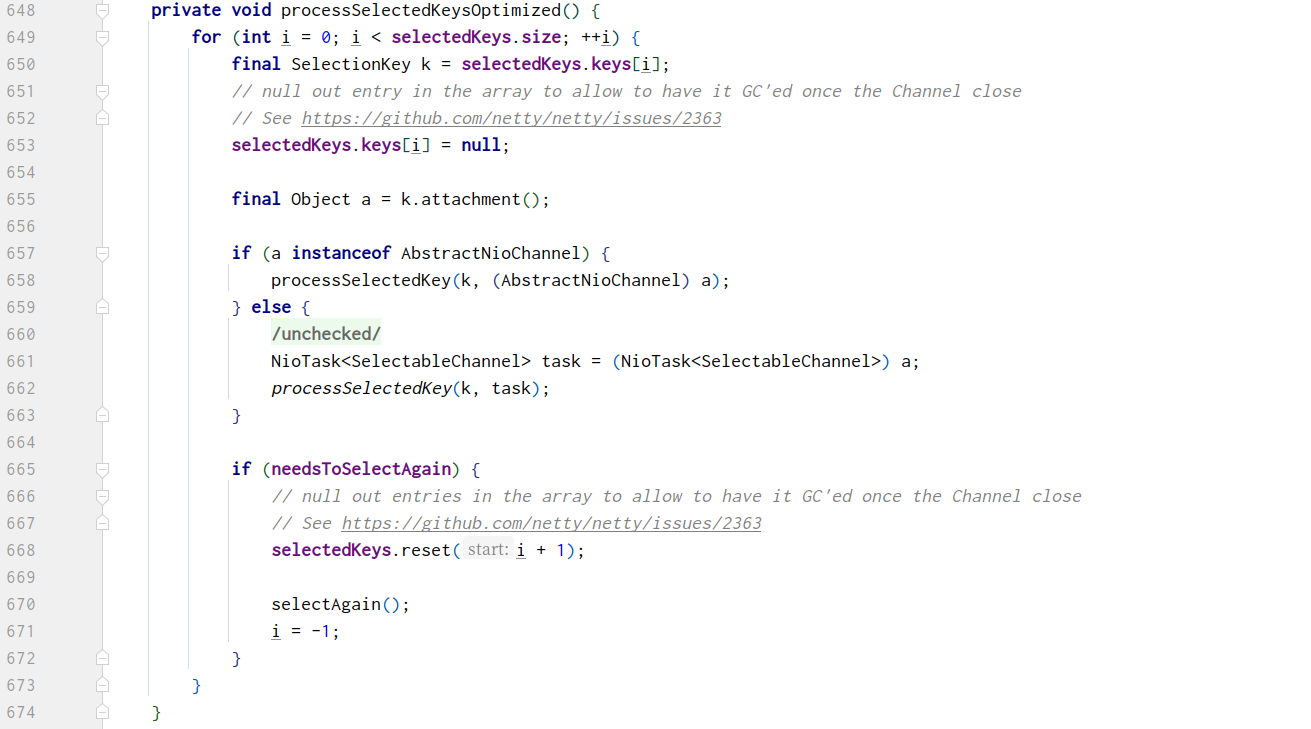 648 private void processSelectedKeysOptimized() {
649 for (int i = 0; i < selectedKeys.size; ++i) {
650 final SelectionKey k = selectedKeys.keys[i];
651 // null out entry in the array to allow to have it GC'ed once the Channel close
652 // See https://github.com/netty/netty/issues/2363
653 selectedKeys.keys[i] = null;
654
655 final Object a = k.attachment();
656
657 if (a instanceof AbstractNioChannel) {
658 processSelectedKey(k, (AbstractNioChannel) a);
659 } else {
660 /unchecked/
661 NioTask<SelectableChannel> task = (NioTask<SelectableChannel>) a;
662 processSelectedKey(k, task);
663 }
664
665 if (needsToSelectAgain) {
666 // null out entries in the array to allow to have it GC'ed once the Channel close
667 // See https://github.com/netty/netty/issues/2363
668 selectedKeys.reset( start: i + 1);
669
670 selectAgain();
671 i = -1;
672 }
673 }
674 }